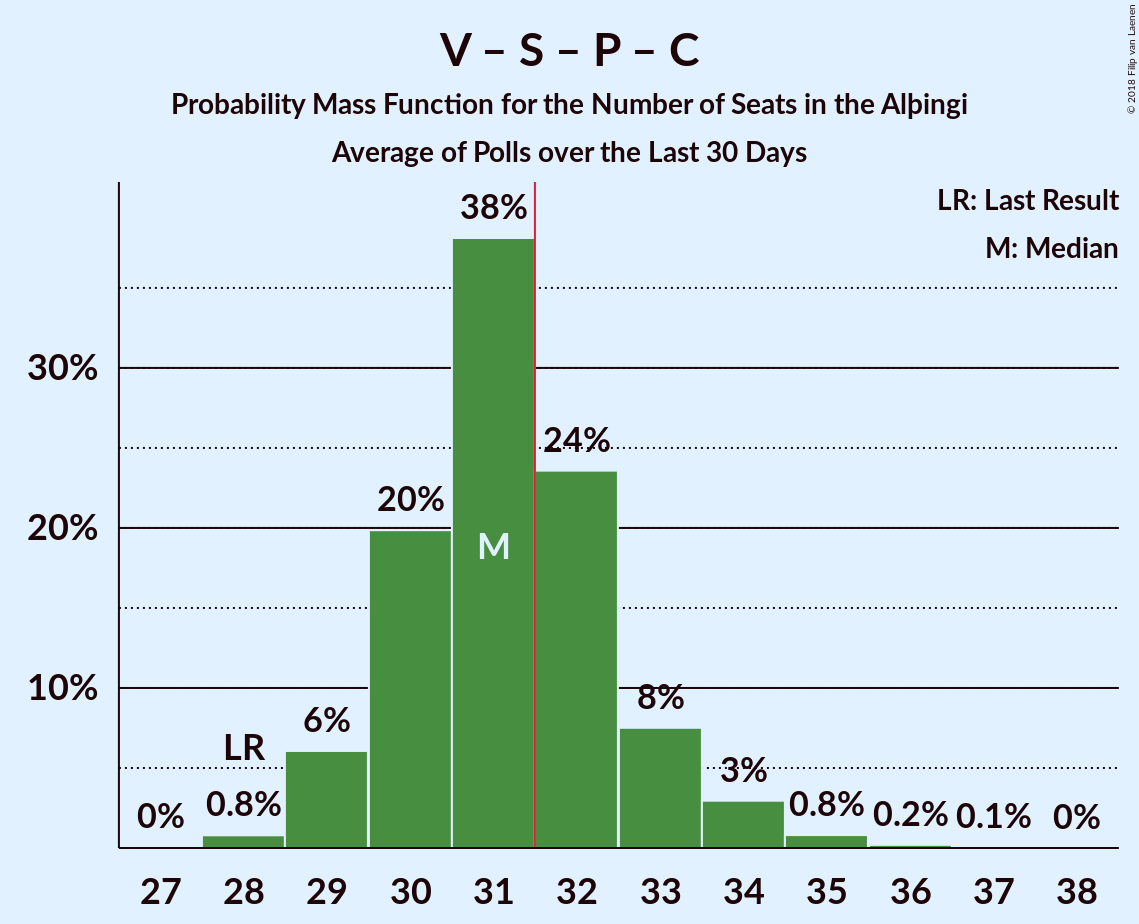 V – S – P – C
Probability Mass Function for the Number of Seats in the Alþingi
Average of Polls over the Last 30 Days
© 2018 Filip van Laenen
LR: Last Result
M: Median
38%
30%
24%
20%
20%
M
10%
8%
6%
LR
3%
0%
0.8%
0.8%
0.2%
0.1%
0%
27 28 29 30 31 32 33 34 35 36 37 38